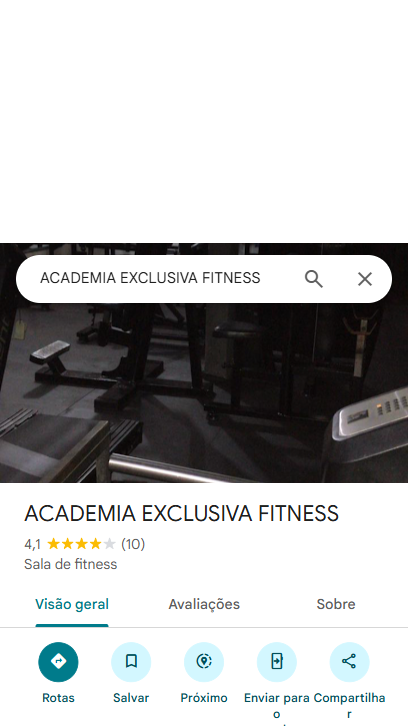 ACADEMIA EXCLUSIVA FITNESS
ACADEMIA EXCLUSIVA FITNESS
4,1 (10)
Sala de fitness
Visão geral Avaliações Sobre
Rotas Salvar Próximo Enviar para o Compartilhar